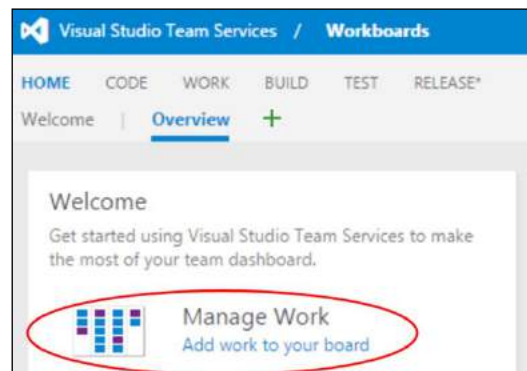 Visual Studio Team Services / Workboards
HOME CODE WORK BUILD TEST RELEASE*
Welcome | Overview +
Welcome
Get started using Visual Studio Team Services to make
the most of your team dashboard.
Manage Work
Add work to your board